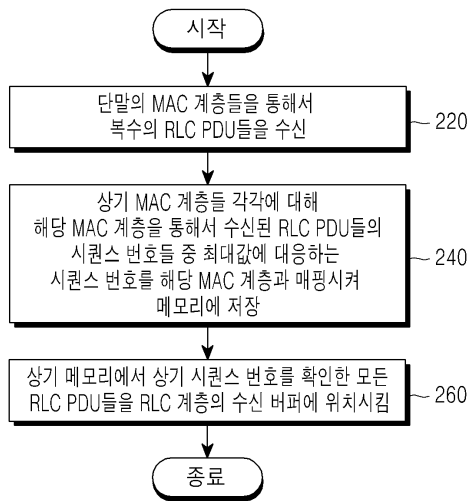 시작
단말의 MAC 계층들을 통해서
복수의 RLC PDU들을 수신
220
상기 MAC 계층들 각각에 대해
해당 MAC 계층을 통해서 수신된 RLC PDU들의
시퀀스 번호들 중 최대값에 대응하는
시퀀스 번호를 해당 MAC 계층과 매핑시켜
메모리에 저장
240
상기 메모리에서 상기 시퀀스 번호를 확인한 모든
RLC PDU들을 RLC 계층의 수신 버퍼에 위치시킴
260
종료